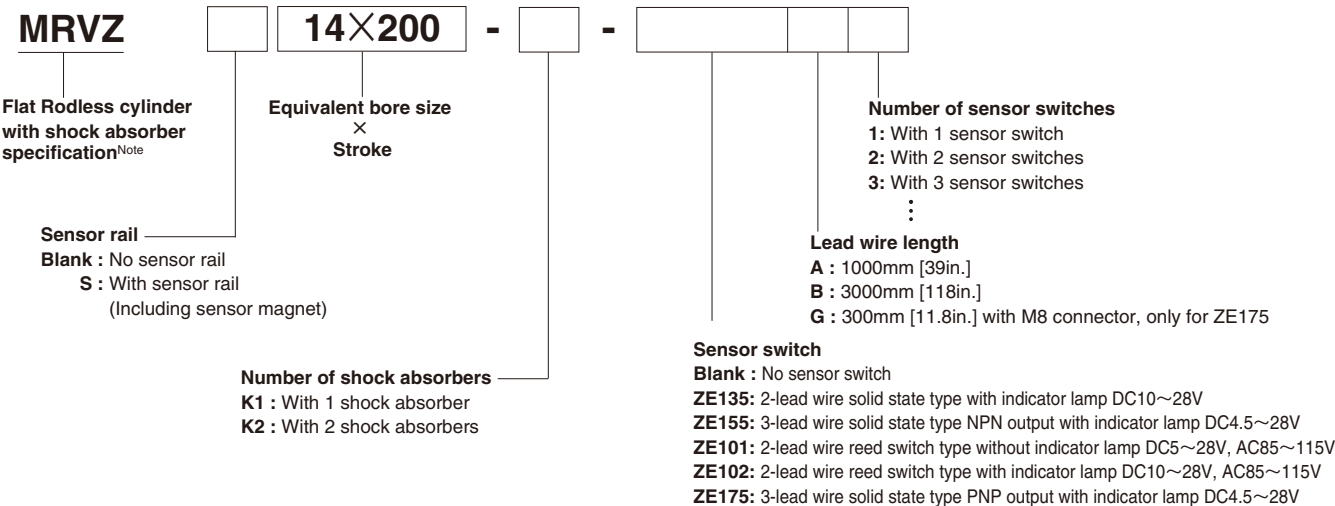 MRVZ 14×200 - -
Flat Rodless cylinder
with shock absorber
specificationNote
Equivalent bore size
×
Stroke
Number of sensor switches
1: With 1 sensor switch
2: With 2 sensor switches
3: With 3 sensor switches
⋮
Sensor rail
Blank : No sensor rail
S : With sensor rail
(Including sensor magnet)
Lead wire length
A : 1000mm [39in.]
B : 3000mm [118in.]
G : 300mm [11.8in.] with M8 connector, only for ZE175
Number of shock absorbers
K1 : With 1 shock absorber
K2 : With 2 shock absorbers
Sensor switch
Blank : No sensor switch
ZE135: 2-lead wire solid state type with indicator lamp DC10~28V
ZE155: 3-lead wire solid state type NPN output with indicator lamp DC4.5~28V
ZE101: 2-lead wire reed switch type without indicator lamp DC5~28V, AC85~115V
ZE102: 2-lead wire reed switch type with indicator lamp DC10~28V, AC85~115V
ZE175: 3-lead wire solid state type PNP output with indicator lamp DC4.5~28V